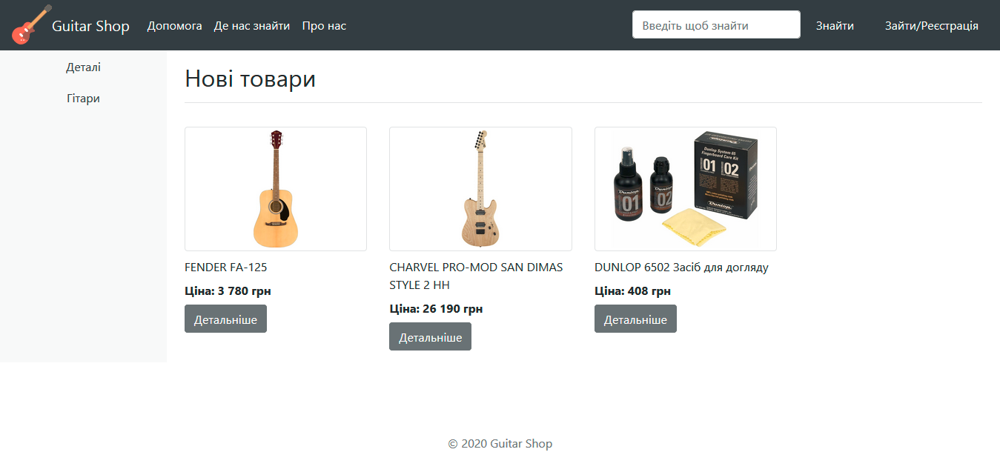 Guitar Shop Допомога Де нас знайти Про нас Введіть щоб знайти Знайти Зайти/Реєстрація
Деталі
Гітари
Нові товари
Dunlop System 65
Fingerboard Care Kit
01 02
Dunlop
01
Dunlop
02
Dunlop
FENDER FA-125
Ціна: 3 780 грн
Детальніше
CHARVEL PRO-MOD SAN DIMAS
STYLE 2 HH
Ціна: 26 190 грн
Детальніше
DUNLOP 6502 Засіб для догляду
Ціна: 408 грн
Детальніше
© 2020 Guitar Shop